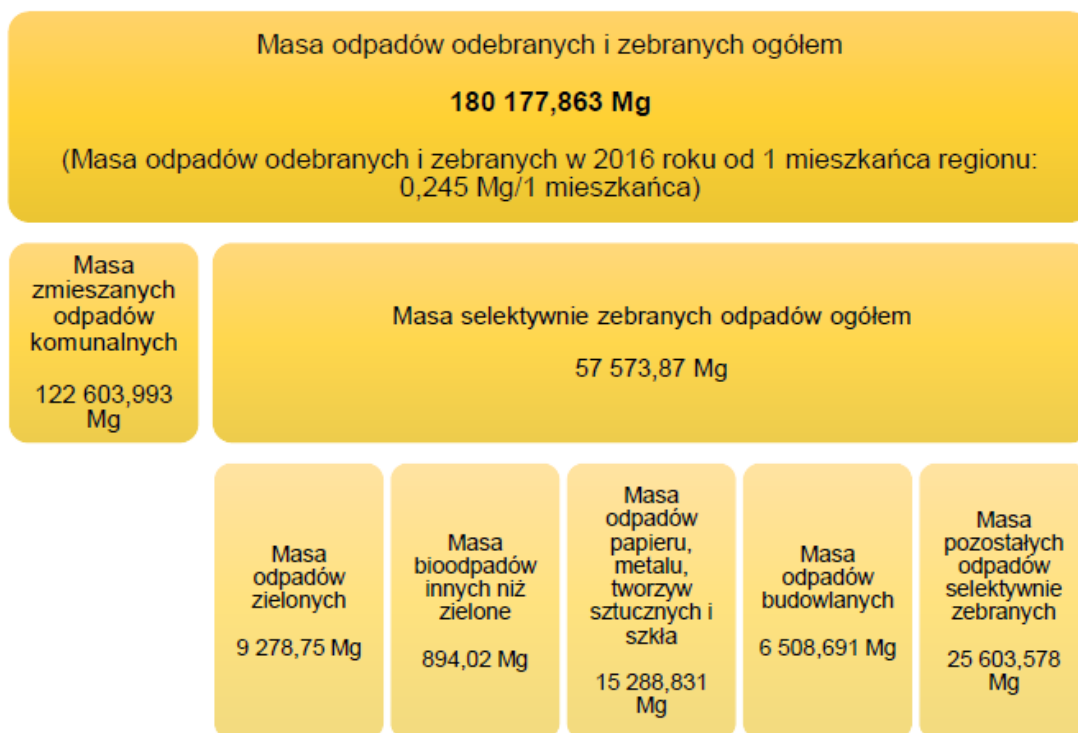 Masa odpadów odebranych i zebranych ogółem
180 177,863 Mg
(Masa odpadów odebranych i zebranych w 2016 roku od 1 mieszkańca regionu:
0,245 Mg/1 mieszkańca)
Masa
zmieszanych
odpadów
komunalnych
122 603,993
Mg
Masa selektywnie zebranych odpadów ogółem
57 573,87 Mg
Masa
odpadów
zielonych
9 278,75 Mg
Masa
bioodpadów
innych niż
zielone
894,02 Mg
Masa
odpadów
papieru,
metalu,
tworzyw
sztucznych i
szkła
15 288,831
Mg
Masa
odpadów
budowlanych
6 508,691 Mg
Masa
pozostałych
odpadów
selektywnie
zebranych
25 603,578
Mg